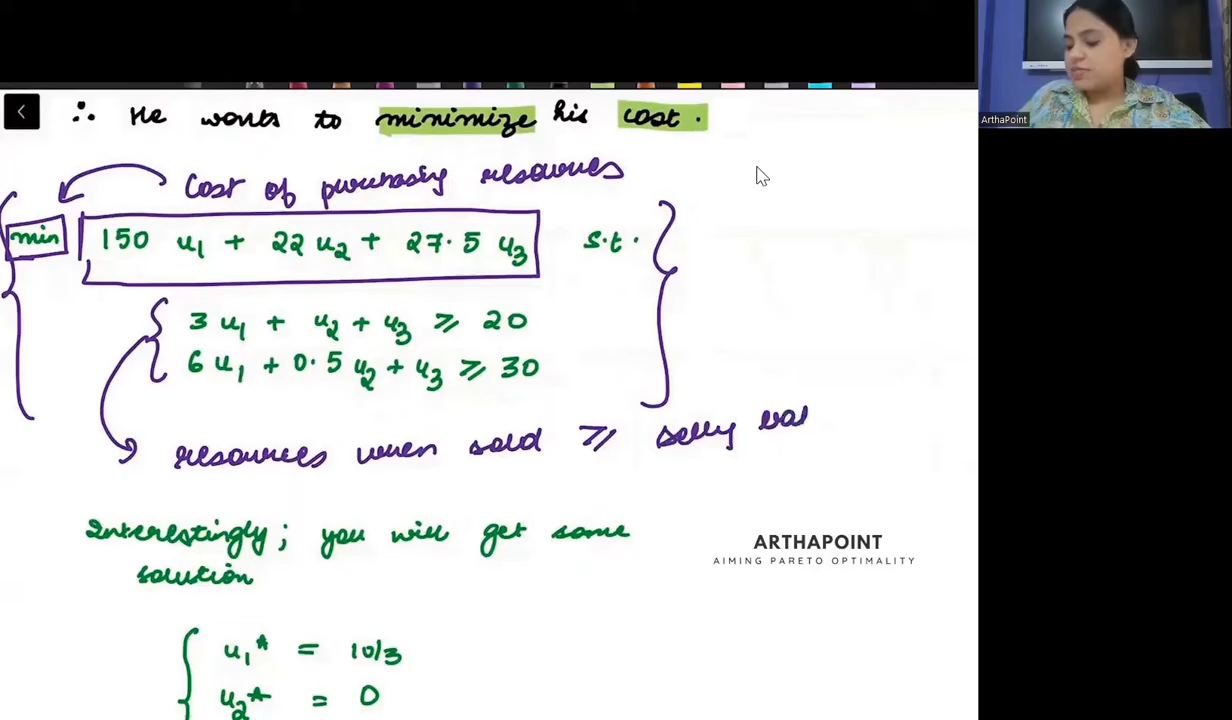 ∴ He wants to minimize his cost.
ArthaPoint
Cost of purchasing resources
min 150 u₁ + 22 u₂ + 27.5 u₃ s.t.
3 u₁ + u₂ + u₃ ≥ 20
6 u₁ + 0.5 u₂ + u₃ ≥ 30
resources when sold ≥
Interestingly; you will get same
solution
ARTHAPOINT
AIMING PARETO OPTIMALITY
u₁* = 10/3
u₂* = 0